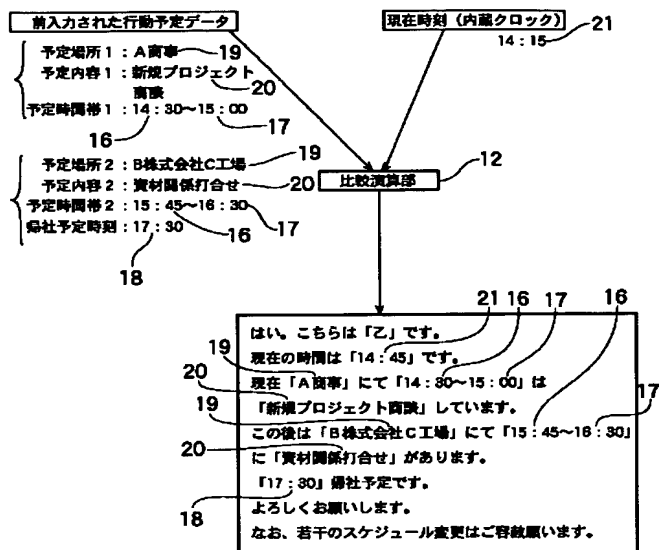 前入力された行動予定データ
現在時刻（内蔵クロック）
21
14：15
予定場所1：A商事
19
予定内容1：新規プロジェクト
商談
20
予定時間帯1：14：30～15：00
16
17
予定場所2：B株式会社C工場
19
予定内容2：資材関係打合せ
20
予定時間帯2：15：45～16：30
17
帰社予定時刻：17：30
16
18
比較演算部
12
21 16 17 16
はい。こちらは「乙」です。
現在の時間は「14：45」です。
19
現在「A商事」にて「14：30～15：00」は
20
「新規プロジェクト商談」しています。
19
17
この後は「B株式会社C工場」にて「15：45～16：30」
20
に「資材関係打合せ」があります。
「17：30」帰社予定です。
18
よろしくお願いします。
なお、若干のスケジュール変更はご容赦願います。